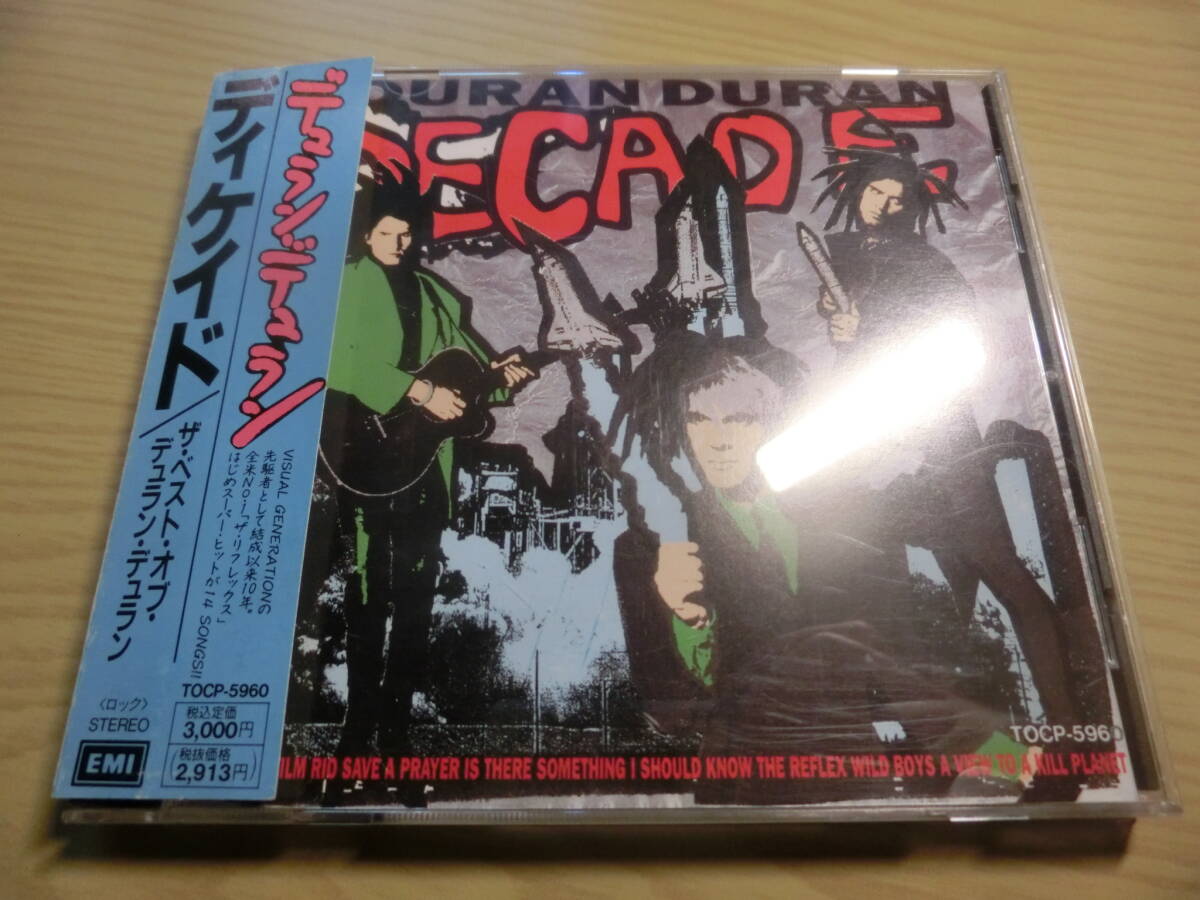 デュラン・デュラン
ディケイド/ザ・ベスト・オブ・
デュラン・デュラン
VISUAL GENERATIONの
先駆者として結成以来10年。
全米NO.1「ザ・リフレックス」
はじめスーパー・ヒットが14 SONGS!!
TOCP-5960
〈ロック〉
STEREO
税込定価
3,000円
(税抜価格
2,913円)
EMI
DURAN DURAN
DECADE
TOCP-5960
ILM RIO SAVE A PRAYER IS THERE SOMETHING I SHOULD KNOW THE REFLEX WILD BOYS A VIEW TO A KILL PLANET